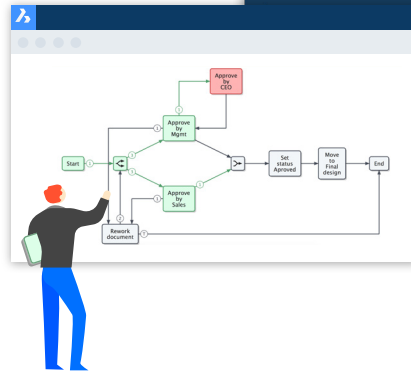 Approve
by
CEO
Approve
by
Mgmt
Start
Set
status
Aproved
Move
to
Final
design
End
Approve
by
Sales
Rework
document